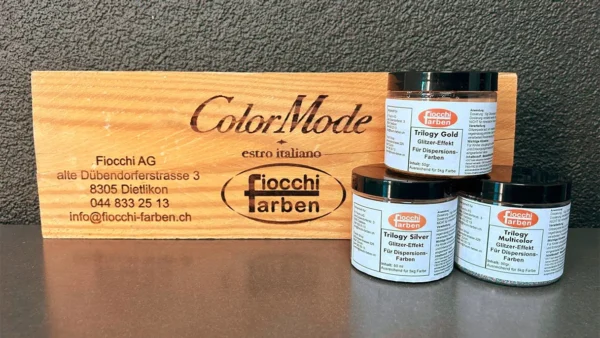 ColorMode
estro italiano
Fiocchi AG
alte Dübendorferstrasse 3
8305 Dietlikon
044 833 25 13
info@fiocchi-farben.ch
fiocchi
farben
fiocchi
farben
Trilogy Gold
Glitzer-Effekt
Für Dispersions-
Farben
fiocchi
farben
Trilogy Silver
Glitzer-Effekt
Für Dispersions-
Farben
fiocchi
farben
Trilogy
Multicolor
Glitzer-Effekt
Für Dispersions-
Farben